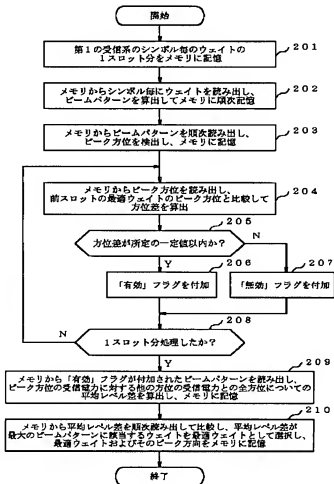 開始
第1の受信系のシンボル毎のウェイトの
1スロット分をメモリに記憶
201
メモリからシンボル毎にウェイトを読み出し、
ビームパターンを算出してメモリに順次記憶
202
メモリからビームパターンを順次読み出し、
ピーク方位を検出し、メモリに記憶
203
メモリからピーク方位を読み出し、
前スロットの最適ウェイトのピーク方位と比較して
方位差を算出
204
205
方位差が所定の一定値以内か?
N
Y
206
207
「有効」フラグを付加
「無効」フラグを付加
208
1スロット分処理したか?
N
Y
209
メモリから「有効」フラグが付加されたビームパターンを読み出し、
ピーク方位の受信電力に対する他の方位の受信電力との全方位についての
平均レベル差を算出し、メモリに記憶
210
メモリから平均レベル差を順次読み出して比較し、平均レベル差が
最大のビームパターンに該当するウェイトを最適ウェイトとして選択し、
最適ウェイトおよびそのピーク方向をメモリに記憶
終了